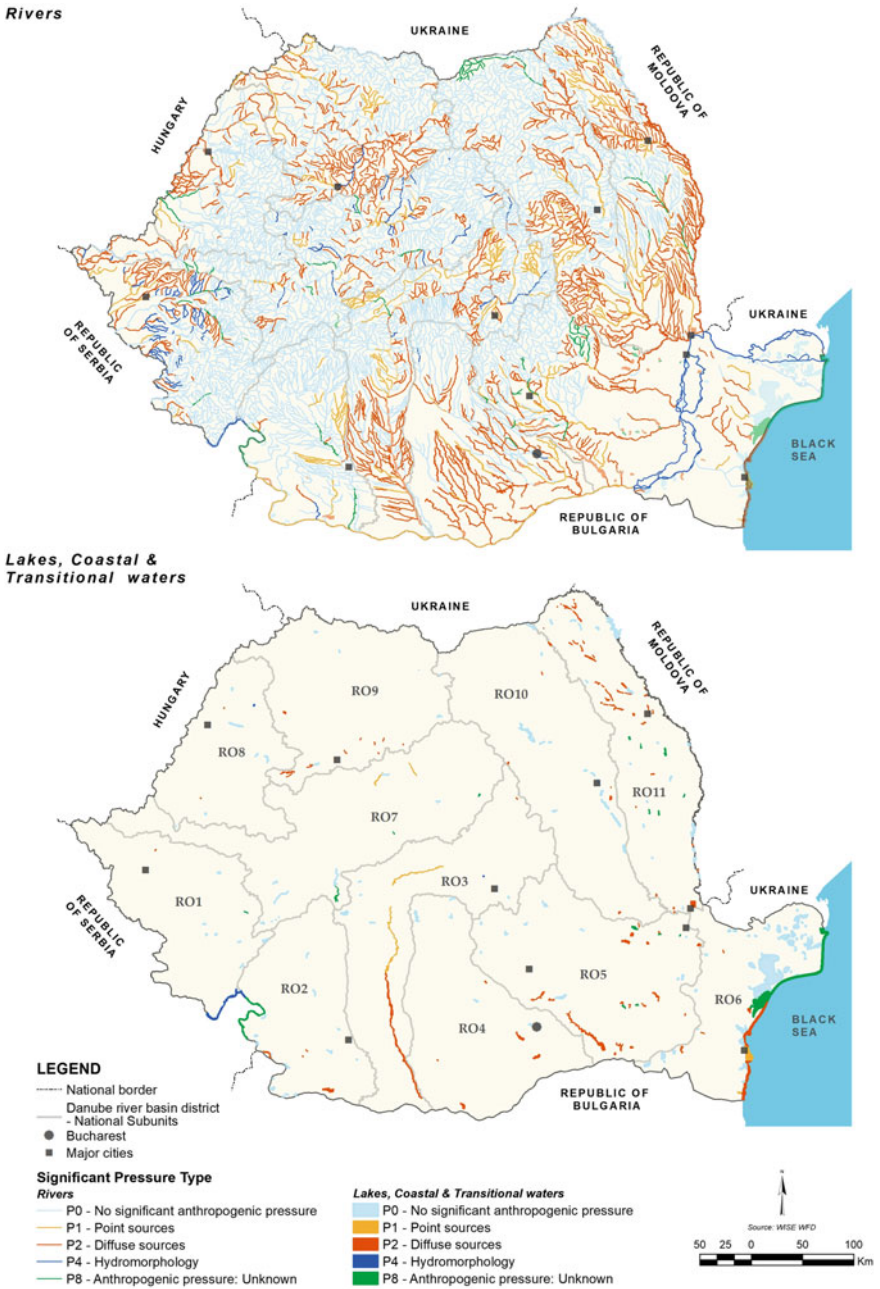 Rivers
UKRAINE
REPUBLIC OF
MOLDOVA
HUNGARY
REPUBLIC
OF SERBIA
UKRAINE
BLACK
SEA
REPUBLIC OF
BULGARIA
Lakes, Coastal &
Transitional waters
UKRAINE
REPUBLIC OF
MOLDOVA
HUNGARY
RO9
RO10
RO8
RO11
RO7
RO3
RO1
REPUBLIC
OF SERBIA
UKRAINE
RO2
RO5
RO6
RO4
BLACK
SEA
REPUBLIC OF
BULGARIA
LEGEND
National border
Danube river basin district
- National Subunits
Bucharest
Major cities
Significant Pressure Type
Rivers
P0 - No significant anthropogenic pressure
P1 - Point sources
P2 - Diffuse sources
P4 - Hydromorphology
P8 - Anthropogenic pressure: Unknown
Lakes, Coastal & Transitional waters
P0 - No significant anthropogenic pressure
P1 - Point sources
P2 - Diffuse sources
P4 - Hydromorphology
P8 - Anthropogenic pressure: Unknown
N
Source: WISE WFD
50 25 0 50 100
Km